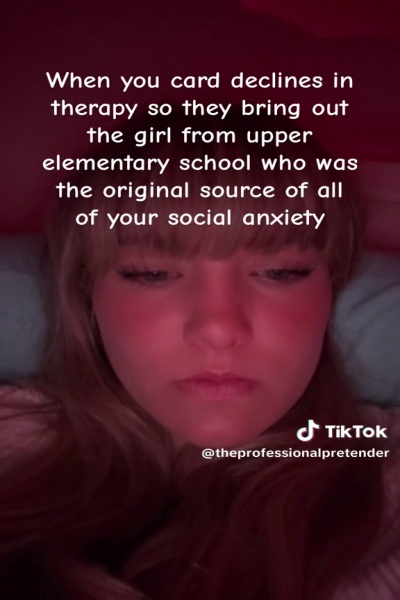 When you card declines in
therapy so they bring out
the girl from upper
elementary school who was
the original source of all
of your social anxiety
TikTok
@theprofessionalpretender